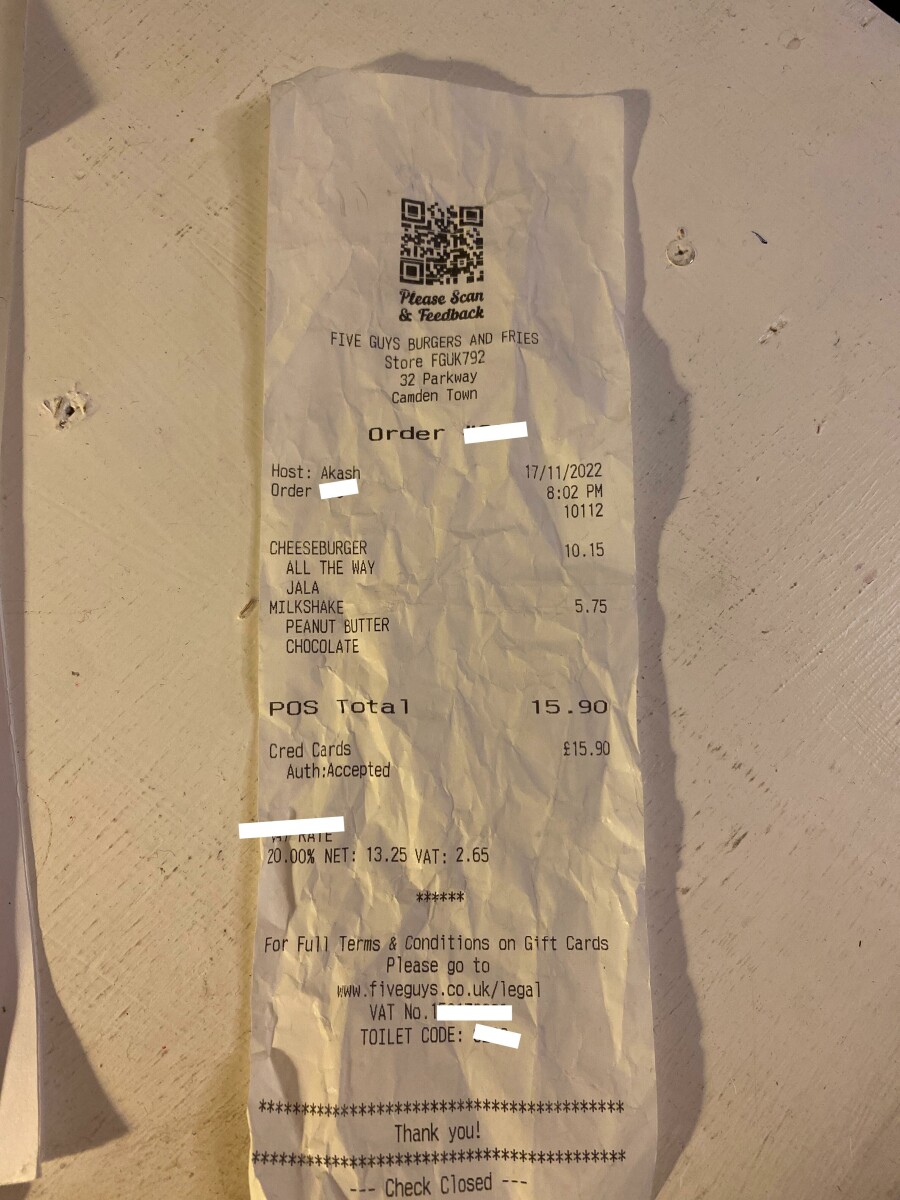 Please Scan
& Feedback
FIVE GUYS BURGERS AND FRIES
Store FGUK792
32 Parkway
Camden Town
Order
Host: Akash 17/11/2022
Order 8:02 PM
10112
CHEESEBURGER 10.15
ALL THE WAY
JALA
MILKSHAKE 5.75
PEANUT BUTTER
CHOCOLATE
POS Total 15.90
Cred Cards £15.90
Auth:Accepted
RATE
20.00% NET: 13.25 VAT: 2.65
******
For Full Terms & Conditions on Gift Cards
Please go to
www.fiveguys.co.uk/legal
VAT No.
TOILET CODE:
*******************************************
Thank you!
*******************************************
--- Check Closed ---